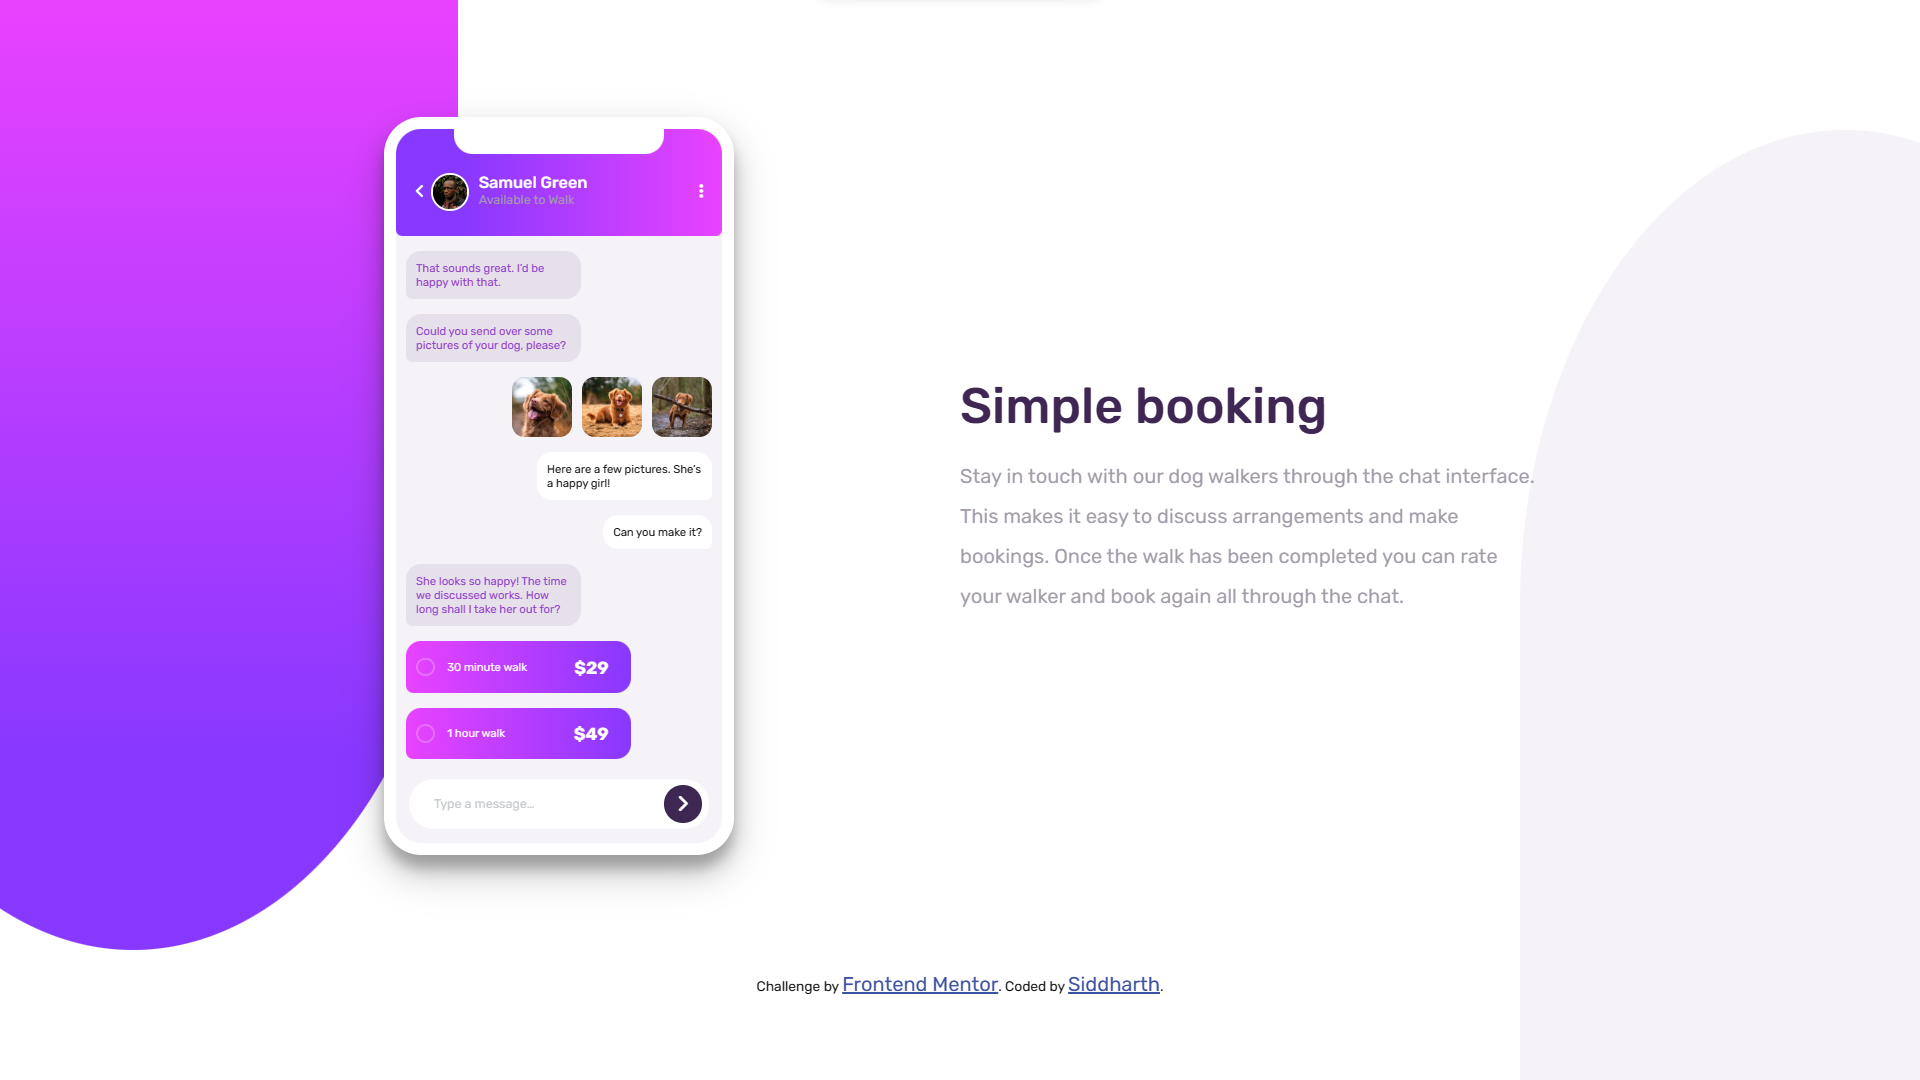 Samuel Green
Available to Walk
That sounds great. I'd be
happy with that.
Could you send over some
pictures of your dog, please?
Here are a few pictures. She's
a happy girl!
Can you make it?
She looks so happy! The time
we discussed works. How
long shall I take her out for?
30 minute walk $29
1 hour walk $49
Type a message…
Simple booking
Stay in touch with our dog walkers through the chat interface.
This makes it easy to discuss arrangements and make
bookings. Once the walk has been completed you can rate
your walker and book again all through the chat.
Challenge by Frontend Mentor. Coded by Siddharth.